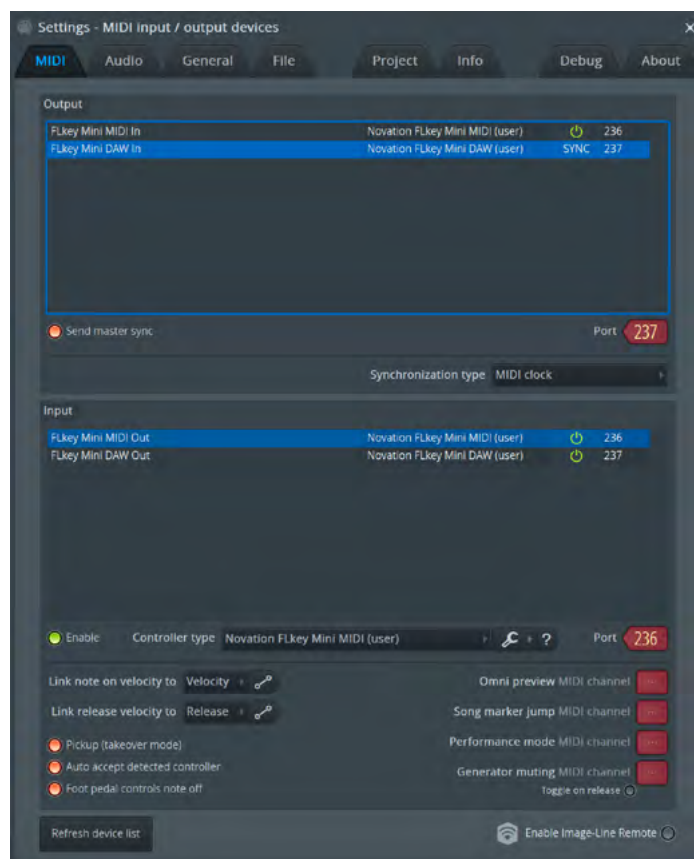 Settings - MIDI input / output devices
MIDI Audio General File Project Info Debug About
Output
FLkey Mini MIDI In Novation FLkey Mini MIDI (user) 236
FLkey Mini DAW In Novation FLkey Mini DAW (user) SYNC 237
Send master sync Port 237
Synchronization type MIDI clock
Input
FLkey Mini MIDI Out Novation FLkey Mini MIDI (user) 236
FLkey Mini DAW Out Novation FLkey Mini DAW (user) 237
Enable Controller type Novation FLkey Mini MIDI (user) ? Port 236
Link note on velocity to Velocity Omni preview MIDI channel ---
Link release velocity to Release Song marker jump MIDI channel ---
Pickup (takeover mode) Performance mode MIDI channel ---
Auto accept detected controller Generator muting MIDI channel ---
Foot pedal controls note off Toggle on release
Refresh device list Enable Image-Line Remote